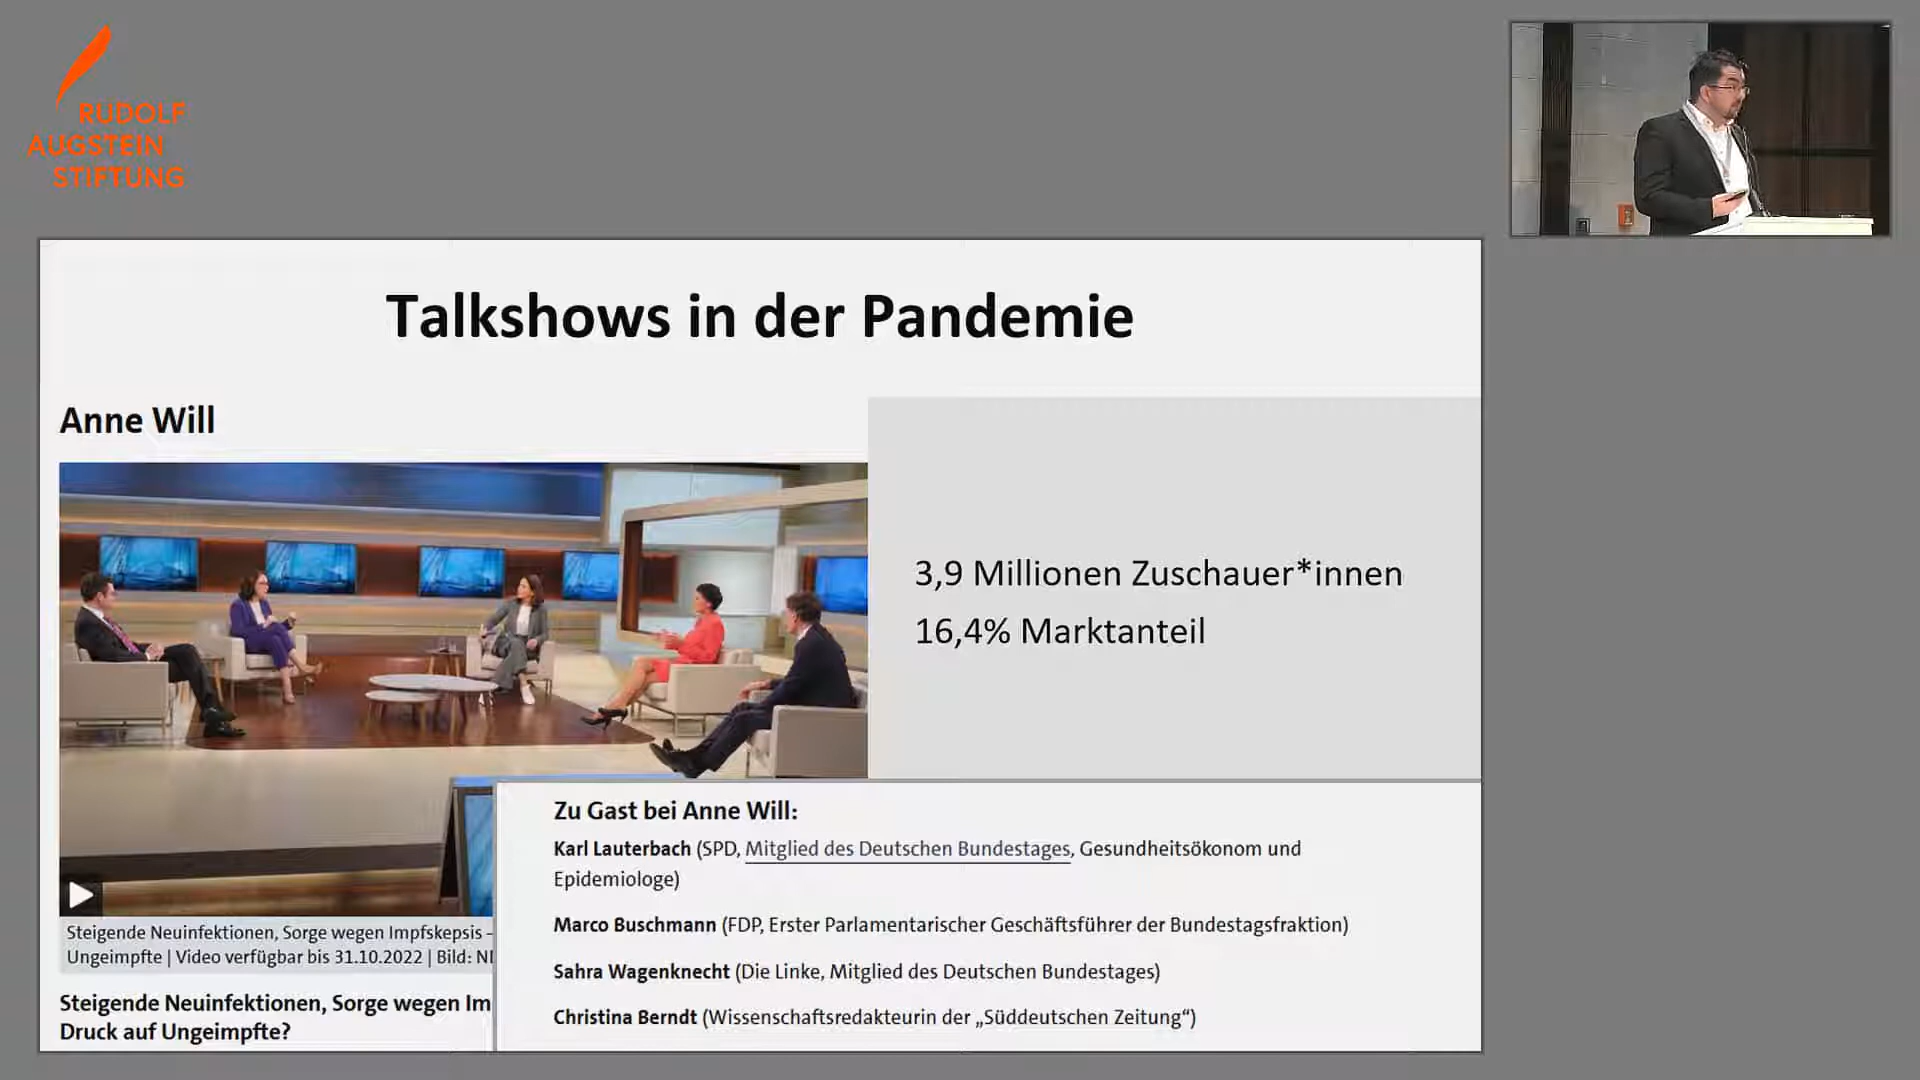 RUDOLF
AUGSTEIN
STIFTUNG
Talkshows in der Pandemie
Anne Will
3,9 Millionen Zuschauer*innen
16,4% Marktanteil
Steigende Neuinfektionen, Sorge wegen Impfskepsis –
Ungeimpfte | Video verfügbar bis 31.10.2022 | Bild:
Steigende Neuinfektionen, Sorge wegen Im
Druck auf Ungeimpfte?
Zu Gast bei Anne Will:
Karl Lauterbach (SPD, Mitglied des Deutschen Bundestages, Gesundheitsökonom und
Epidemiologe)
Marco Buschmann (FDP, Erster Parlamentarischer Geschäftsführer der Bundestagsfraktion)
Sahra Wagenknecht (Die Linke, Mitglied des Deutschen Bundestages)
Christina Berndt (Wissenschaftsredakteurin der „Süddeutschen Zeitung“)